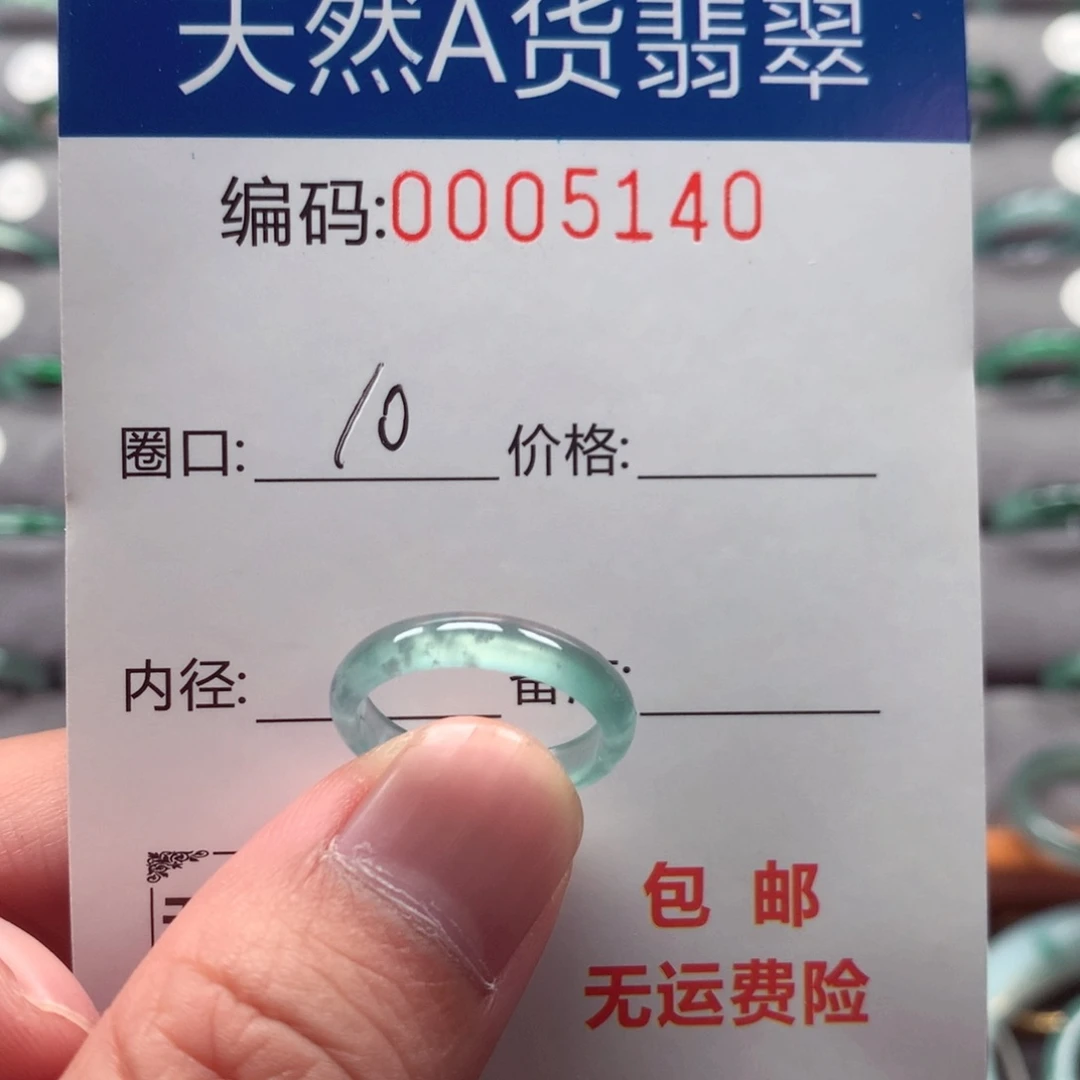 天然A货翡翠
编码:0005140
圈口: 10 价格:
内径:
包邮
无运费险